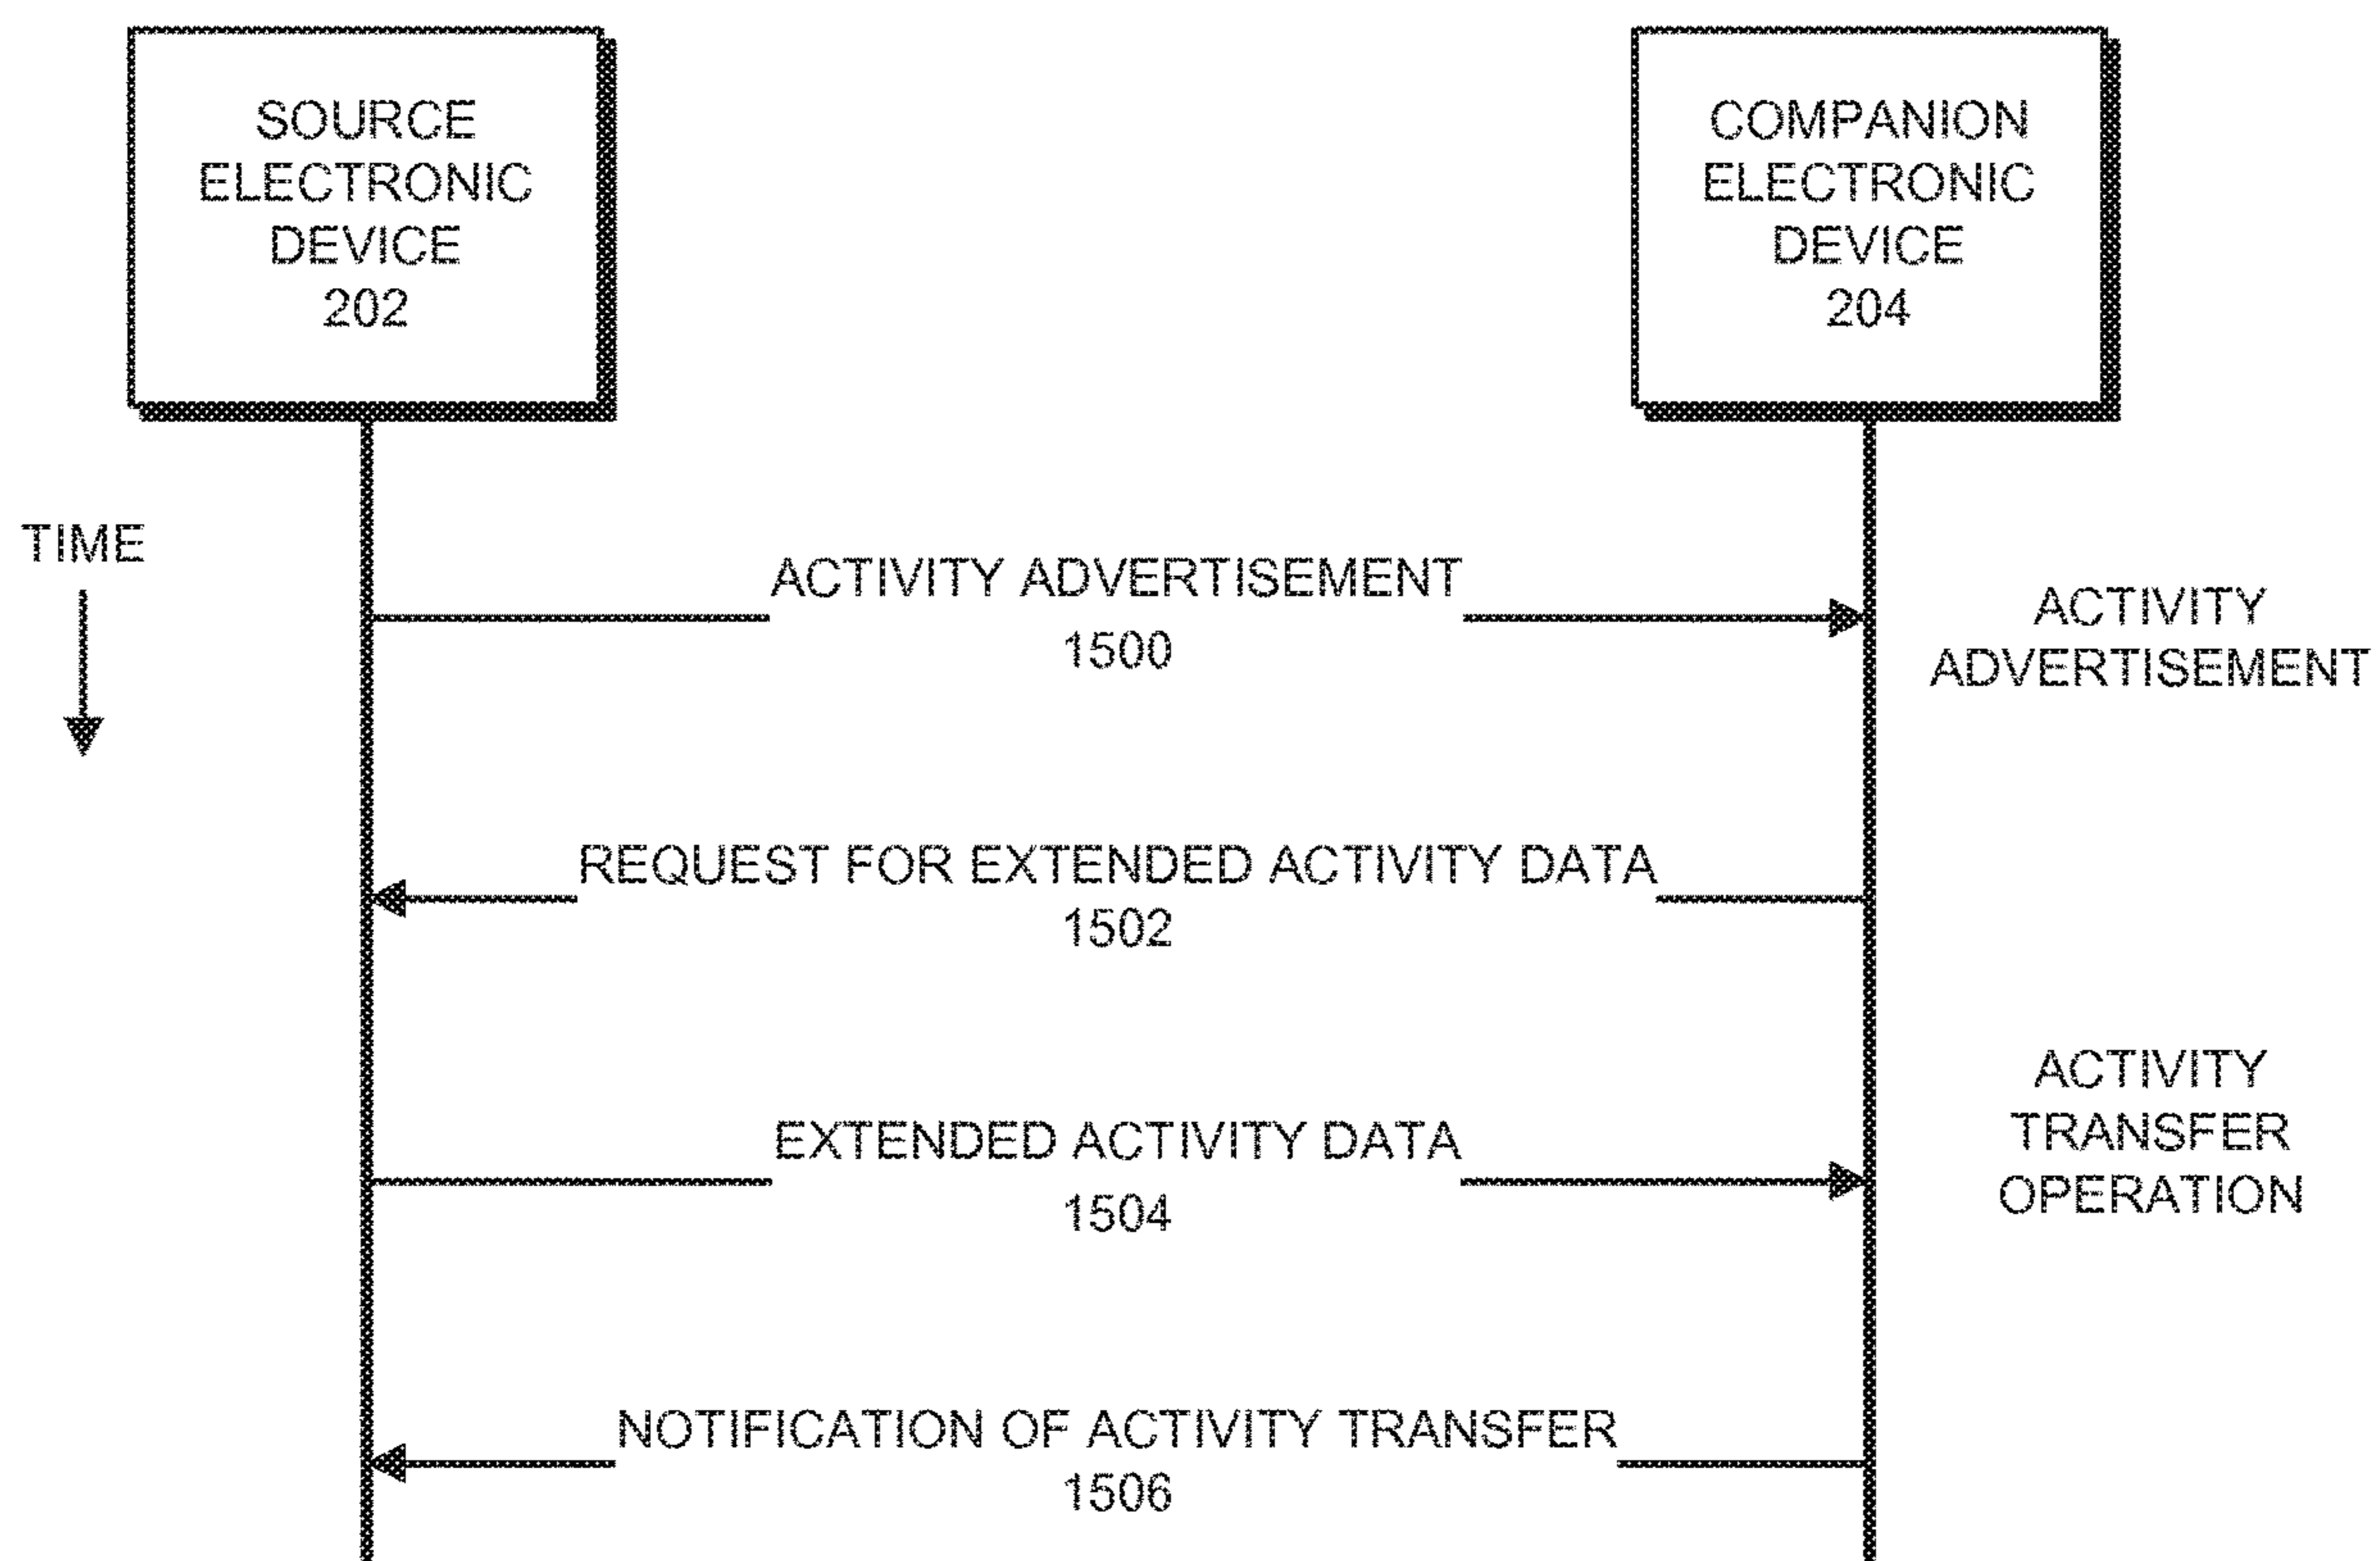 SOURCE
ELECTRONIC
DEVICE
202
COMPANION
ELECTRONIC
DEVICE
204
TIME
ACTIVITY ADVERTISEMENT
1500
ACTIVITY
ADVERTISEMENT
REQUEST FOR EXTENDED ACTIVITY DATA
1502
EXTENDED ACTIVITY DATA
1504
ACTIVITY
TRANSFER
OPERATION
NOTIFICATION OF ACTIVITY TRANSFER
1506